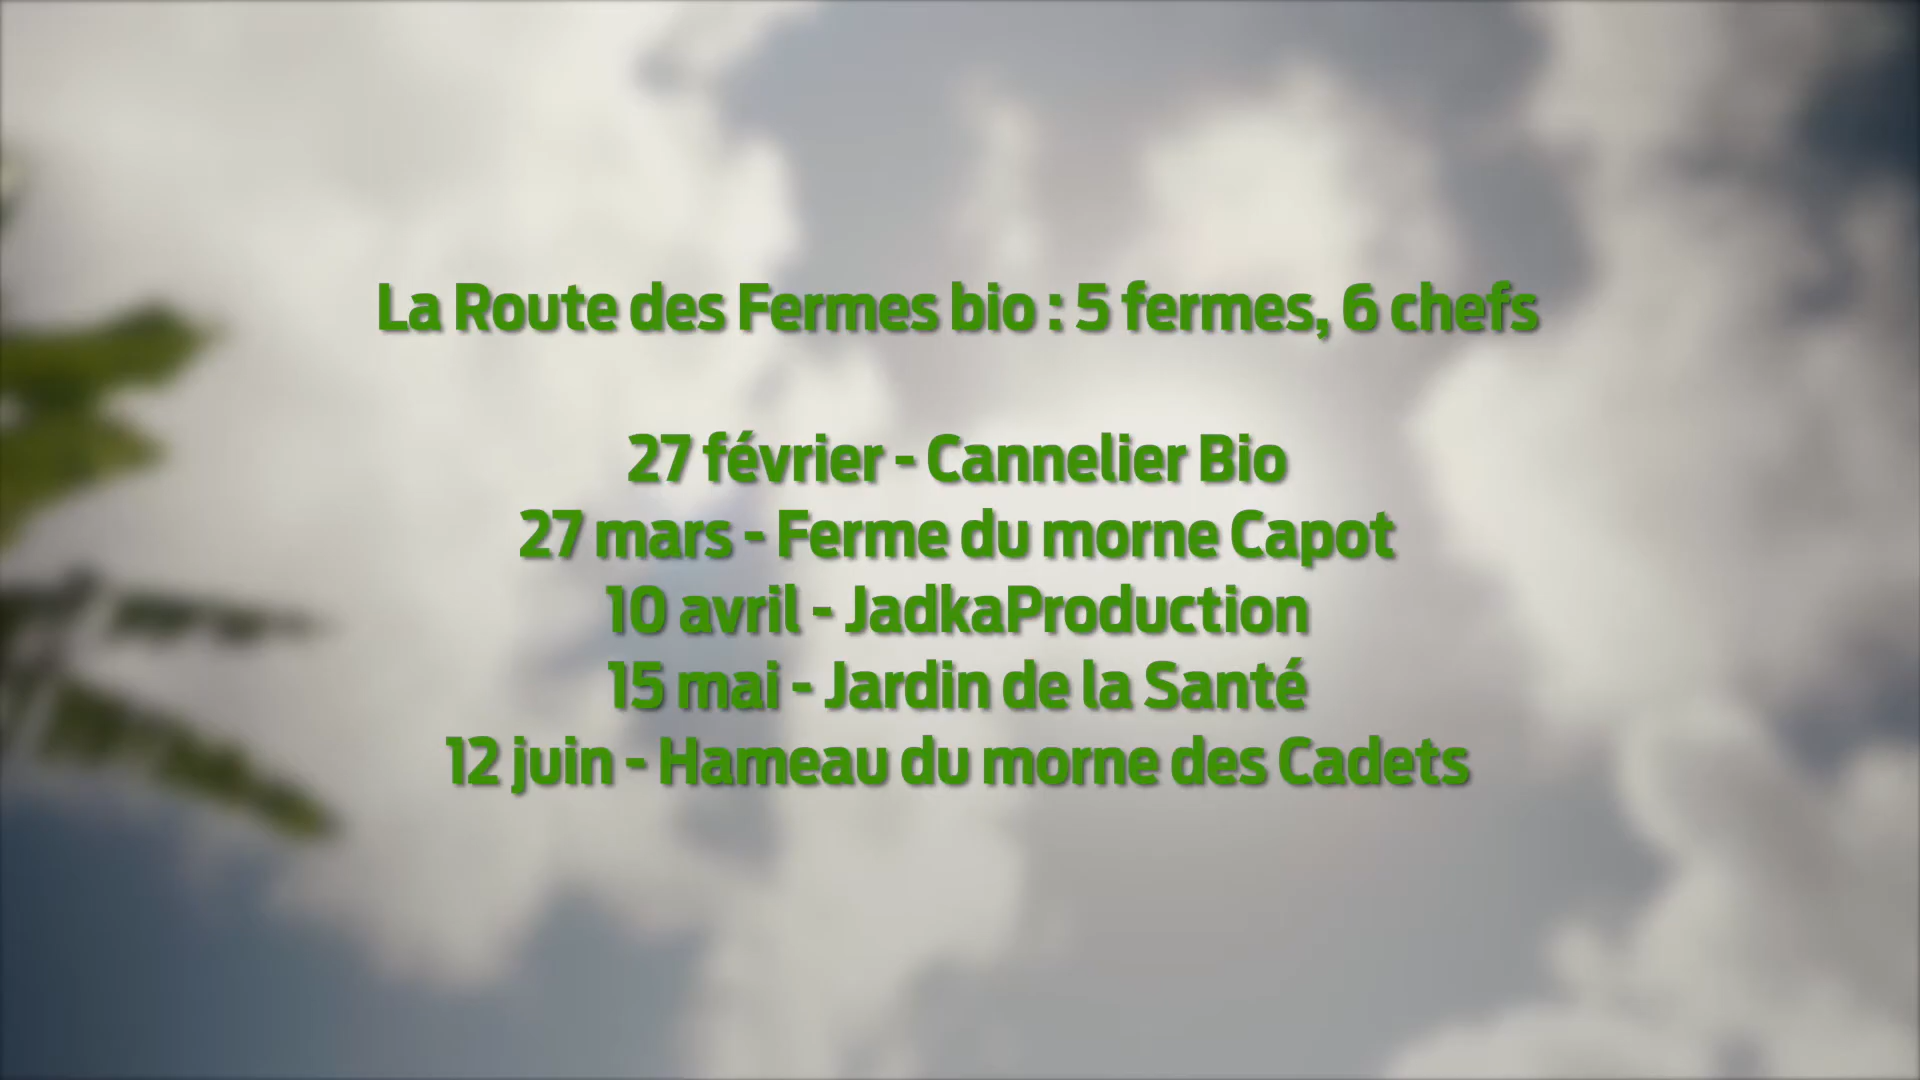 La Route des Fermes bio : 5 fermes, 6 chefs
27 février - Cannelier Bio
27 mars - Ferme du morne Capot
10 avril - JadkaProduction
15 mai - Jardin de la Santé
12 juin - Hameau du morne des Cadets